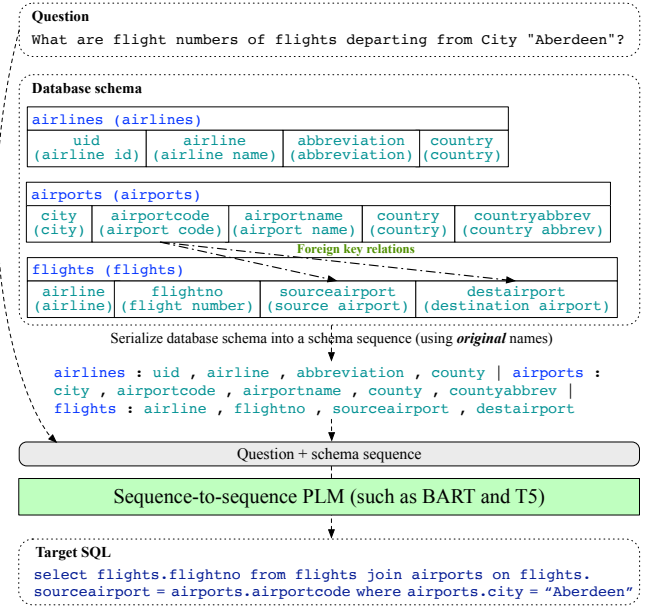 Question
What are flight numbers of flights departing from City "Aberdeen"?
Database schema
airlines (airlines)
uid airline abbreviation country
(airline id) (airline name) (abbreviation) (country)
airports (airports)
city airportcode airportname country countryabbrev
(city) (airport code) (airport name) (country) (country abbrev)
Foreign key relations
flights (flights)
airline flightno sourceairport destairport
(airline) (flight number) (source airport) (destination airport)
Serialize database schema into a schema sequence (using original names)
airlines : uid , airline , abbreviation , county | airports :
city , airportcode , airportname , county , countyabbrev |
flights : airline , flightno , sourceairport , destairport
Question + schema sequence
Sequence-to-sequence PLM (such as BART and T5)
Target SQL
select flights.flightno from flights join airports on flights.
sourceairport = airports.airportcode where airports.city = “Aberdeen”